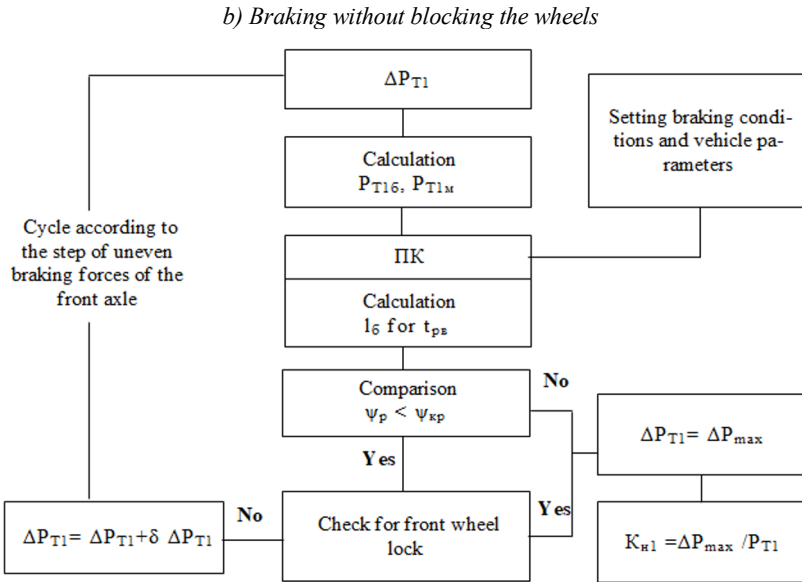 b) Braking without blocking the wheels
ΔP_T1
Setting braking condi-
tions and vehicle pa-
rameters
Calculation
P_T1б, P_T1м
Cycle according to
the step of uneven
braking forces of the
front axle
ПК
Calculation
l_б for t_рв
Comparison
ψ_р < ψ_кр
No
Yes
ΔP_T1= ΔP_max
ΔP_T1= ΔP_T1+δ ΔP_T1
No
Check for front wheel
lock
Yes
K_н1 =ΔP_max /P_T1